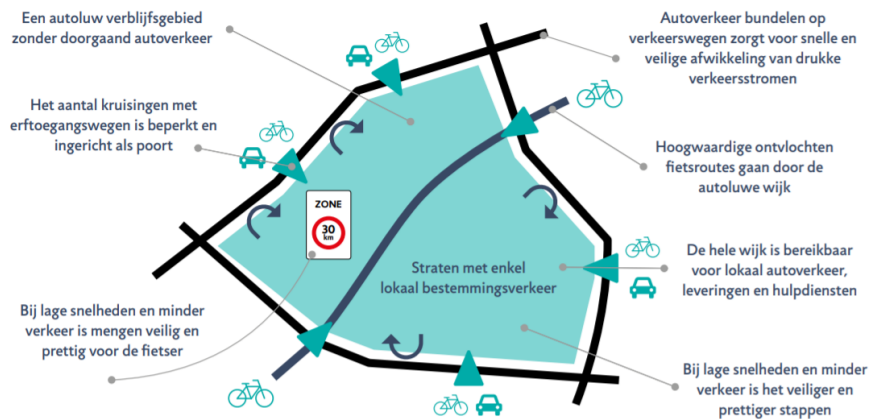 Een autoluw verblijfsgebied
zonder doorgaand autoverkeer
Autoverkeer bundelen op
verkeerswegen zorgt voor snelle en
veilige afwikkeling van drukke
verkeersstromen
Het aantal kruisingen met
erftoegangswegen is beperkt en
ingericht als poort
Hoogwaardige ontvlochten
fietsroutes gaan door de
autoluwe wijk
ZONE
30
km
Straten met enkel
lokaal bestemmingsverkeer
De hele wijk is bereikbaar
voor lokaal autoverkeer,
leveringen en hulpdiensten
Bij lage snelheden en minder
verkeer is mengen veilig en
prettig voor de fietser
Bij lage snelheden en minder
verkeer is het veiliger en
prettiger stappen